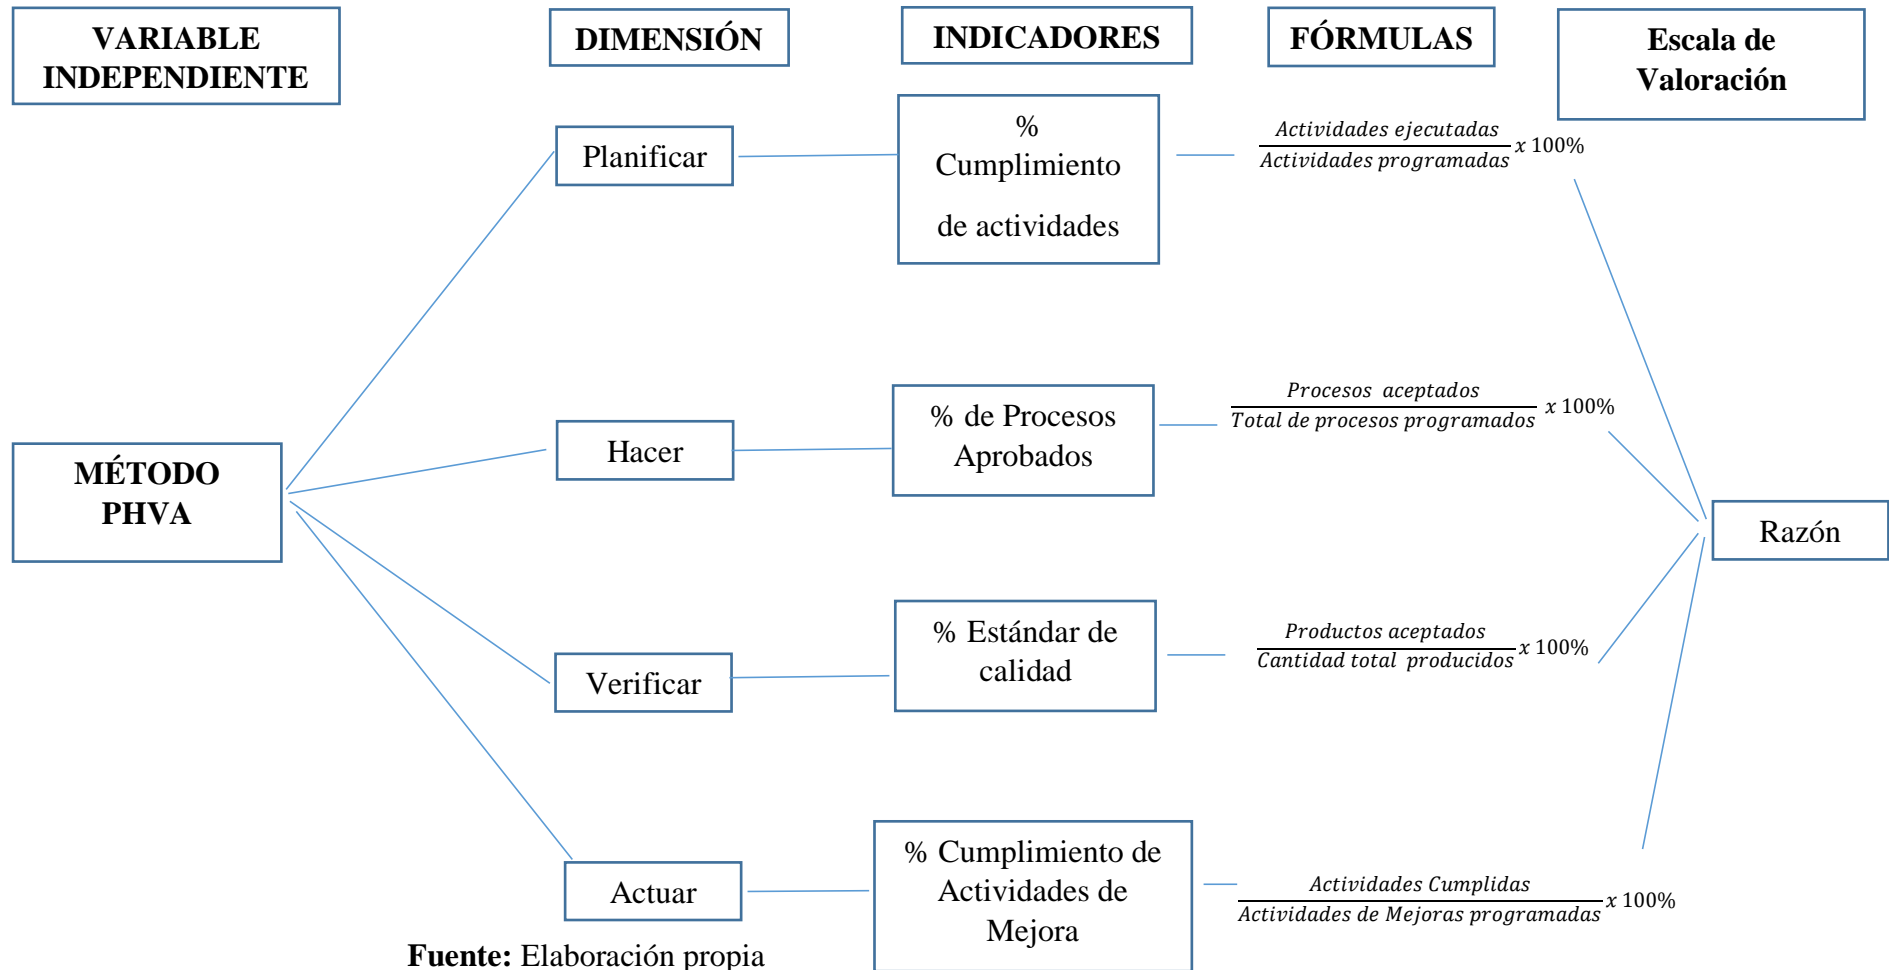 VARIABLE
INDEPENDIENTE
DIMENSIÓN
INDICADORES
FÓRMULAS
Escala de
Valoración
MÉTODO
PHVA
Planificar
%
Cumplimiento
de actividades
Actividades ejecutadas
Actividades programadas x 100%
Hacer
% de Procesos
Aprobados
Procesos aceptados
Total de procesos programados x 100%
Verificar
% Estándar de
calidad
Productos aceptados
Cantidad total producidos x 100%
Actuar
% Cumplimiento de
Actividades de
Mejora
Actividades Cumplidas
Actividades de Mejoras programadas x 100%
Razón
Fuente: Elaboración propia